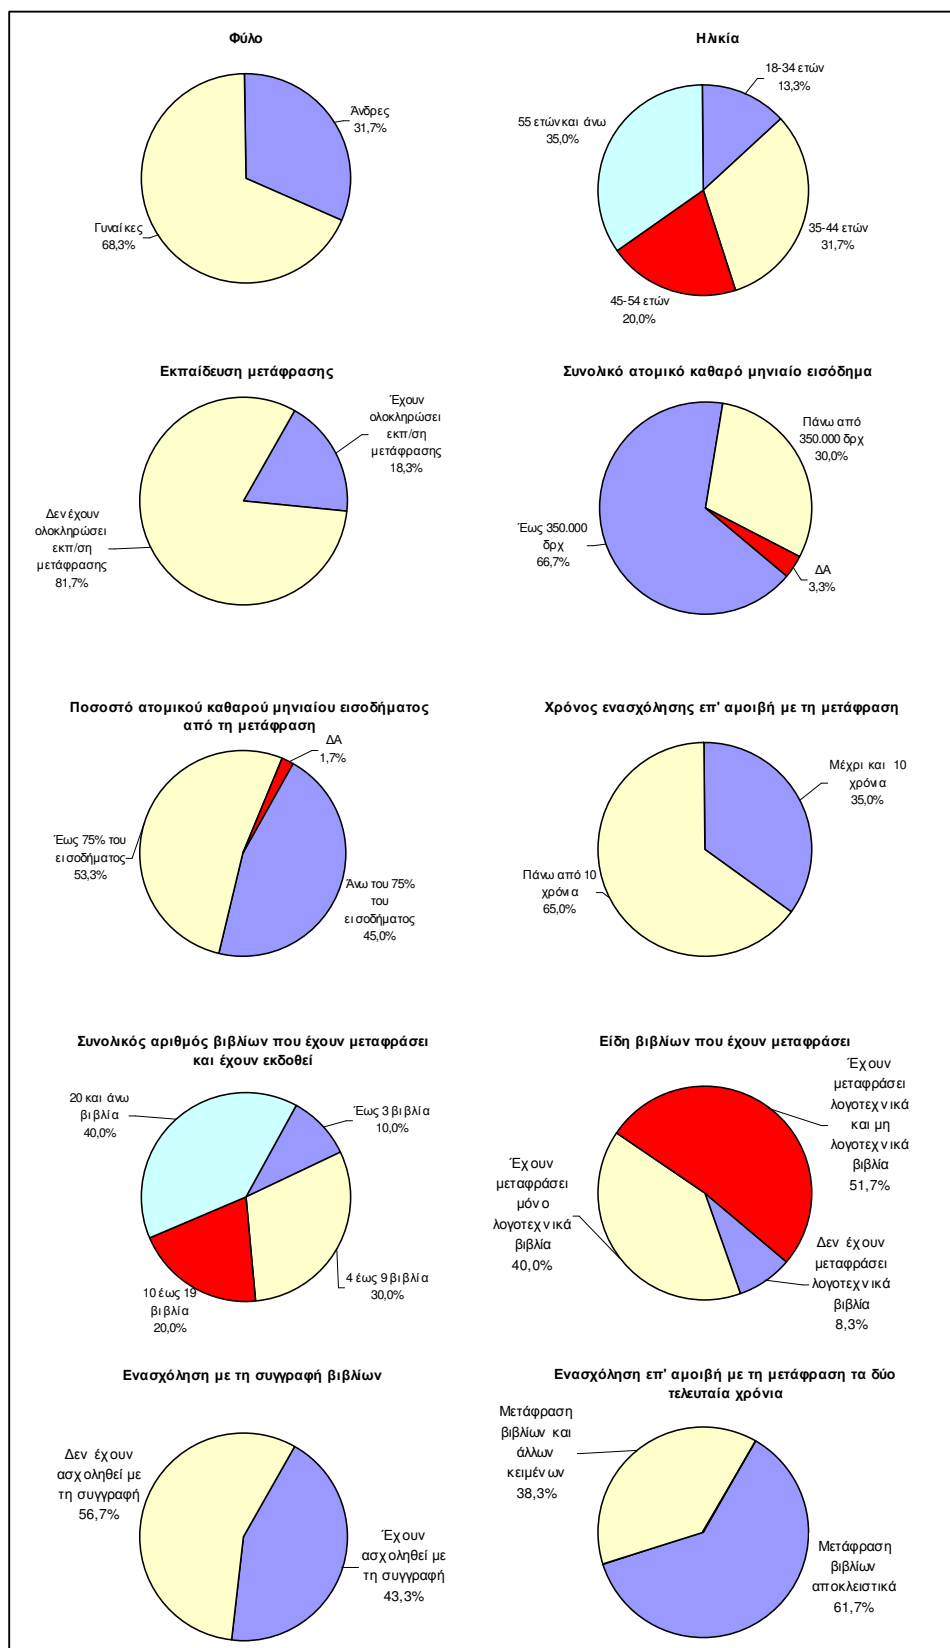 Φύλο
Άνδρες
31,7%
Γυναίκες
68,3%
Ηλικία
18-34 ετών
13,3%
55 ετών και άνω
35,0%
35-44 ετών
31,7%
45-54 ετών
20,0%
Εκπαίδευση μετάφρασης
Έχουν
ολοκληρώσει
εκπ/ση
μετάφρασης
18,3%
Δεν έχουν
ολοκληρώσει
εκπ/ση
μετάφρασης
81,7%
Συνολικό ατομικό καθαρό μηνιαίο εισόδημα
Πάνω από
350.000 δρχ
30,0%
Έως 350.000
δρχ
66,7%
ΔΑ
3,3%
Ποσοστό ατομικού καθαρού μηνιαίου εισοδήματος
από τη μετάφραση
ΔΑ
1,7%
Έως 75% του
εισοδήματος
53,3%
Άνω του 75%
του
εισοδήματος
45,0%
Χρόνος ενασχόλησης επ' αμοιβή με τη μετάφραση
Μέχρι και 10
χρόνια
35,0%
Πάνω από 10
χρόνια
65,0%
Συνολικός αριθμός βιβλίων που έχουν μεταφράσει
και έχουν εκδοθεί
20 και άνω
βιβλία
40,0%
Έως 3 βιβλία
10,0%
4 έως 9 βιβλία
30,0%
10 έως 19
βιβλία
20,0%
Είδη βιβλίων που έχουν μεταφράσει
Έχουν
μεταφράσει
λογοτεχνικά
και μη
λογοτεχνικά
βιβλία
51,7%
Έχουν
μεταφράσει
μόνο
λογοτεχνικά
βιβλία
40,0%
Δεν έχουν
μεταφράσει
λογοτεχνικά
βιβλία
8,3%
Ενασχόληση με τη συγγραφή βιβλίων
Δεν έχουν
ασχοληθεί με
τη συγγραφή
56,7%
Έχουν
ασχοληθεί με
τη συγγραφή
43,3%
Ενασχόληση επ' αμοιβή με τη μετάφραση τα δύο
τελευταία χρόνια
Μετάφραση
βιβλίων και
άλλων
κειμένων
38,3%
Μετάφραση
βιβλίων
αποκλειστικά
61,7%